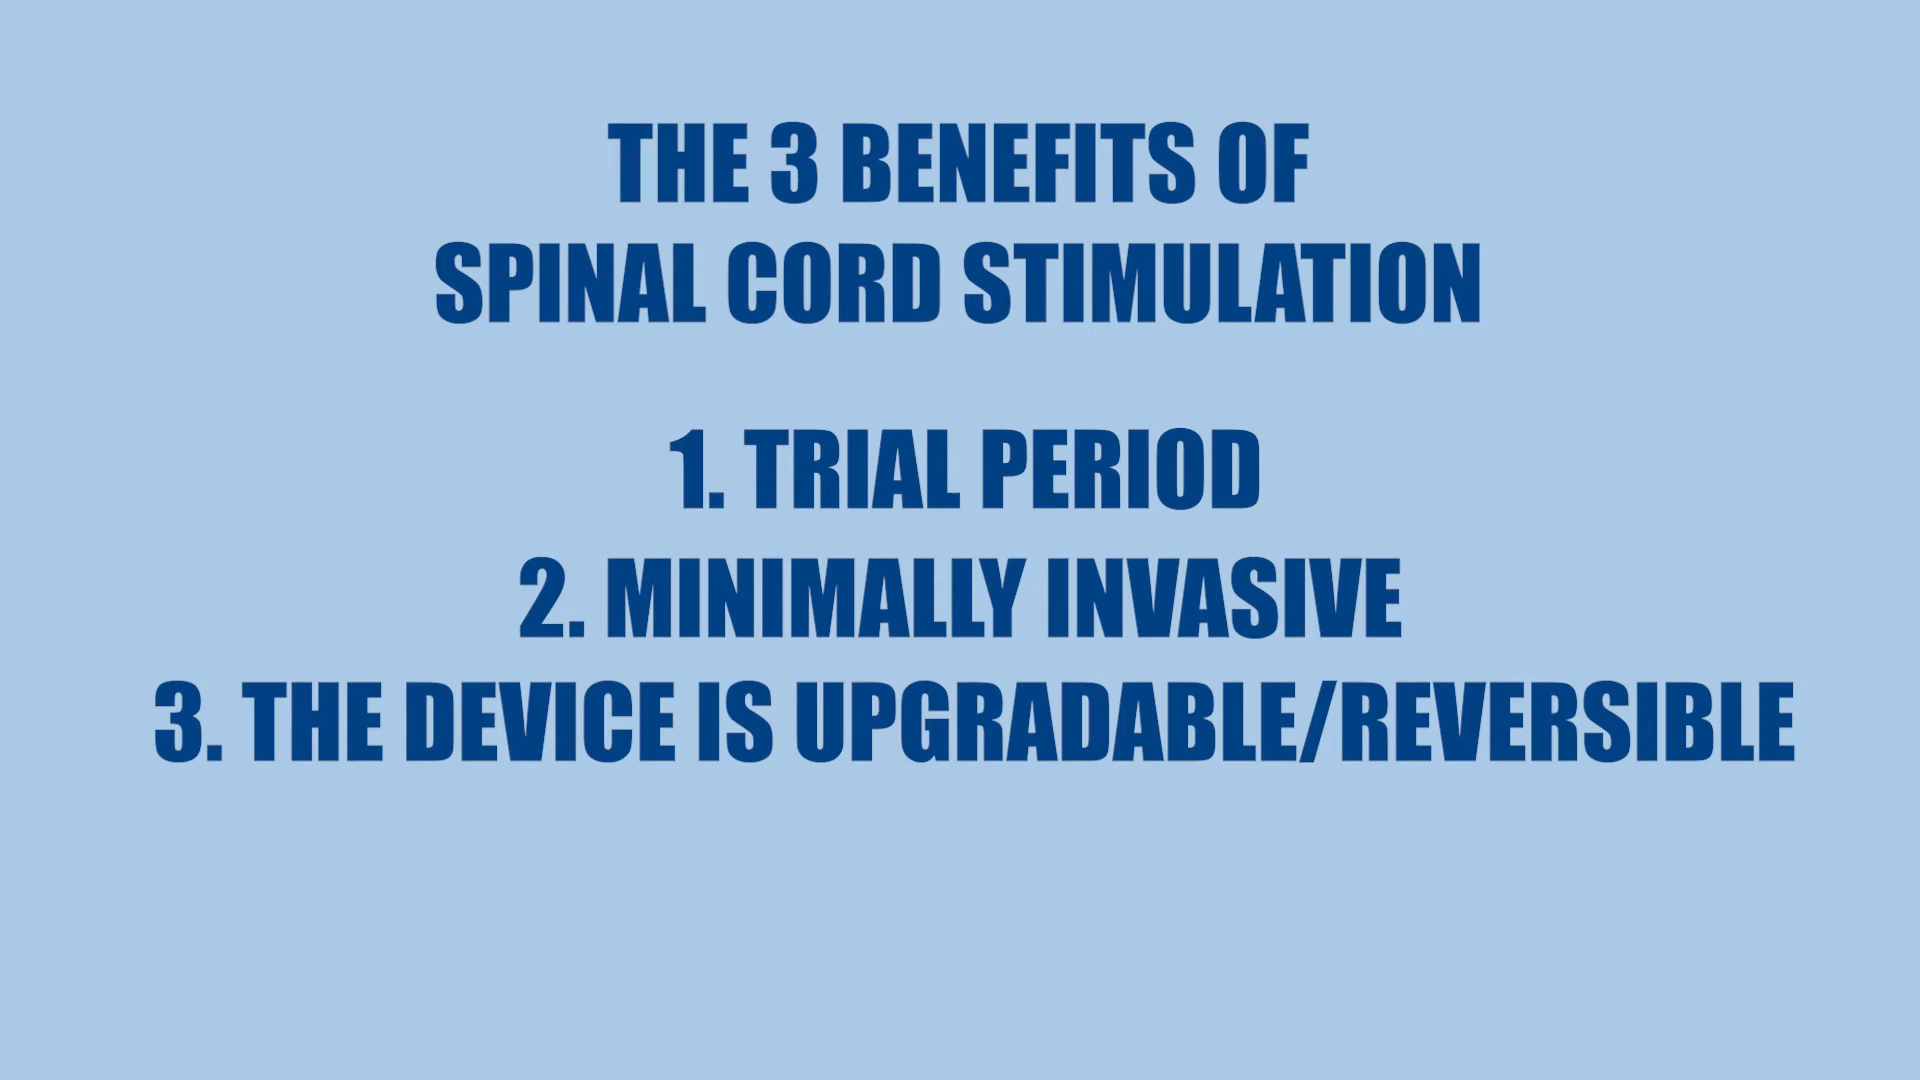 THE 3 BENEFITS OF
SPINAL CORD STIMULATION
1. TRIAL PERIOD
2. MINIMALLY INVASIVE
3. THE DEVICE IS UPGRADABLE/REVERSIBLE